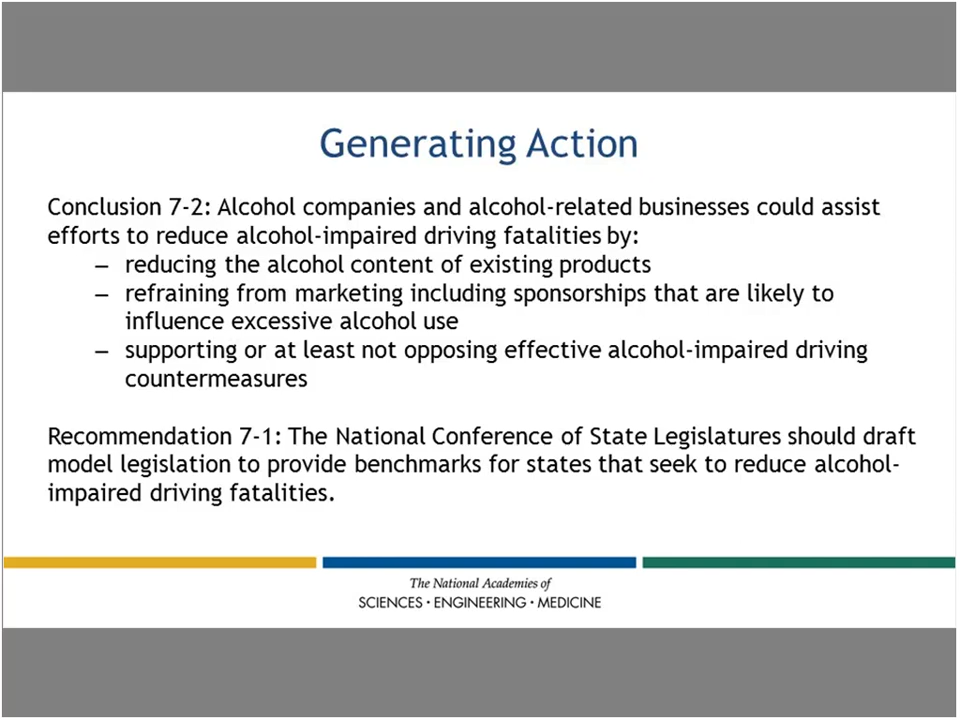 Generating Action
Conclusion 7-2: Alcohol companies and alcohol-related businesses could assist
efforts to reduce alcohol-impaired driving fatalities by:
– reducing the alcohol content of existing products
– refraining from marketing including sponsorships that are likely to
influence excessive alcohol use
– supporting or at least not opposing effective alcohol-impaired driving
countermeasures
Recommendation 7-1: The National Conference of State Legislatures should draft
model legislation to provide benchmarks for states that seek to reduce alcohol-
impaired driving fatalities.
The National Academies of
SCIENCES · ENGINEERING · MEDICINE